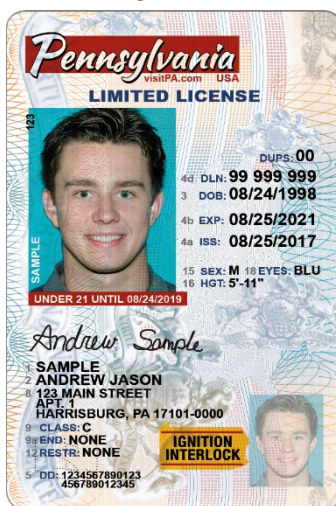 Pennsylvania
visitPA.com USA
LIMITED LICENSE
123
DUPS: 00
4d DLN: 99 999 999
3 DOB: 08/24/1998
4b EXP: 08/25/2021
4a ISS: 08/25/2017
15 SEX: M 18 EYES: BLU
16 HGT: 5'-11"
SAMPLE
UNDER 21 UNTIL 08/24/2019
Andrew Sample
1 SAMPLE
2 ANDREW JASON
8 123 MAIN STREET
APT. 1
HARRISBURG, PA 17101-0000
9 CLASS: C
9a END: NONE
12 RESTR: NONE
5 DD: 1234567890123
456789012345
IGNITION
INTERLOCK